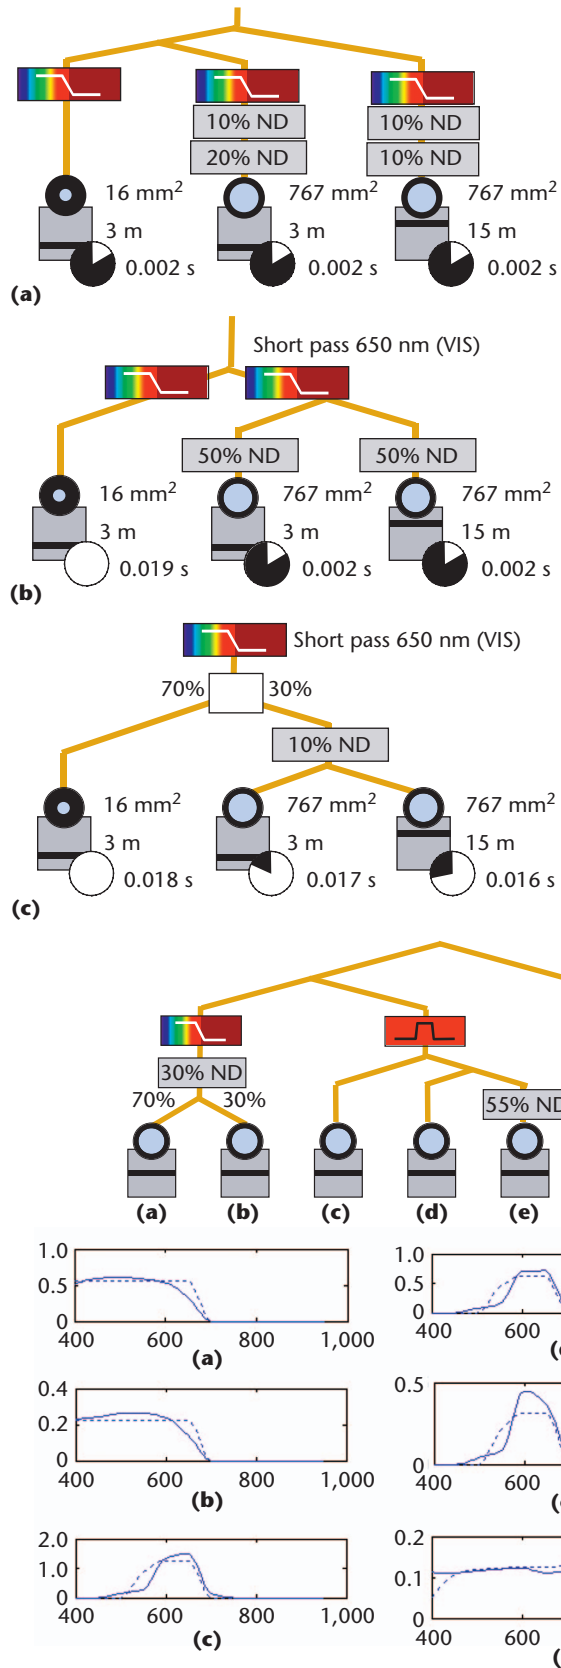 10% ND 10% ND
20% ND 10% ND
16 mm² 767 mm² 767 mm²
3 m 3 m 15 m
0.002 s 0.002 s 0.002 s
(a)
Short pass 650 nm (VIS)
50% ND 50% ND
16 mm² 767 mm² 767 mm²
3 m 3 m 15 m
0.019 s 0.002 s 0.002 s
(b)
Short pass 650 nm (VIS)
70% 30%
10% ND
16 mm² 767 mm² 767 mm²
3 m 3 m 15 m
0.018 s 0.017 s 0.016 s
(c)
30% ND
70% 30% 55% ND
(a) (b) (c) (d) (e)
1.0 1.0
0.5 0.5
0 0
400 600 800 1,000 400 600
(a)
0.4 0.5
0.2
0 0
400 600 800 1,000 400 600
(b)
2.0 0.2
1.0 0.1
0 0
400 600 800 1,000 400 600
(c)